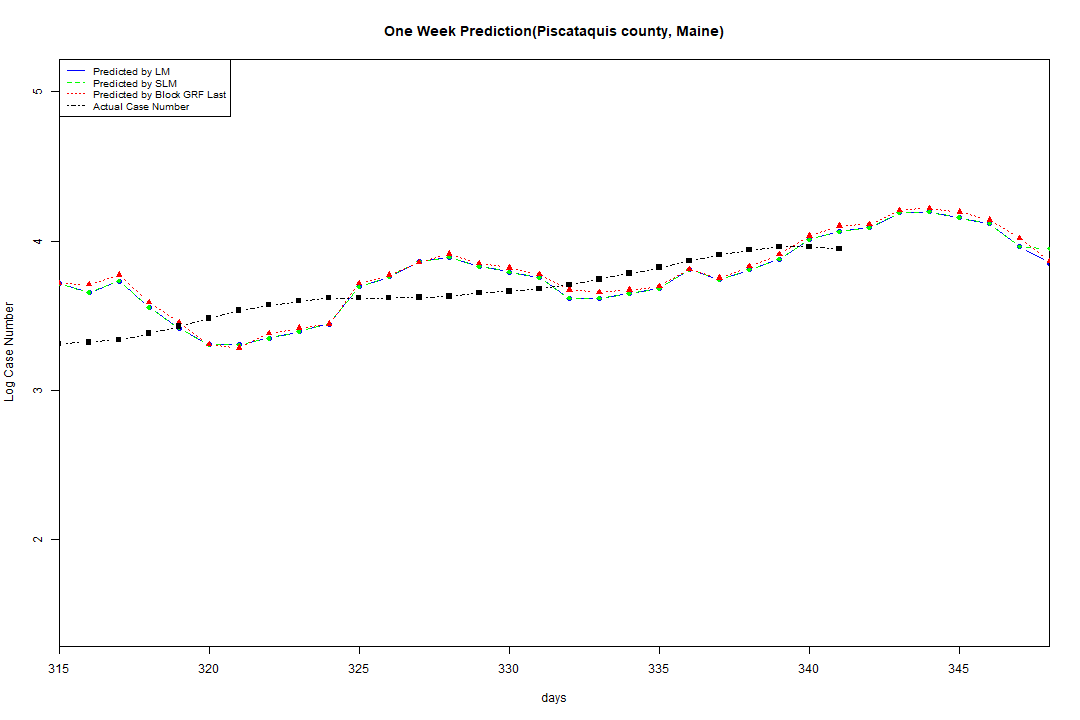 One Week Prediction(Piscataquis county, Maine)
Predicted by LM
Predicted by SLM
Predicted by Block GRF Last
Actual Case Number
5
4
3
2
Log Case Number
315 320 325 330 335 340 345
days